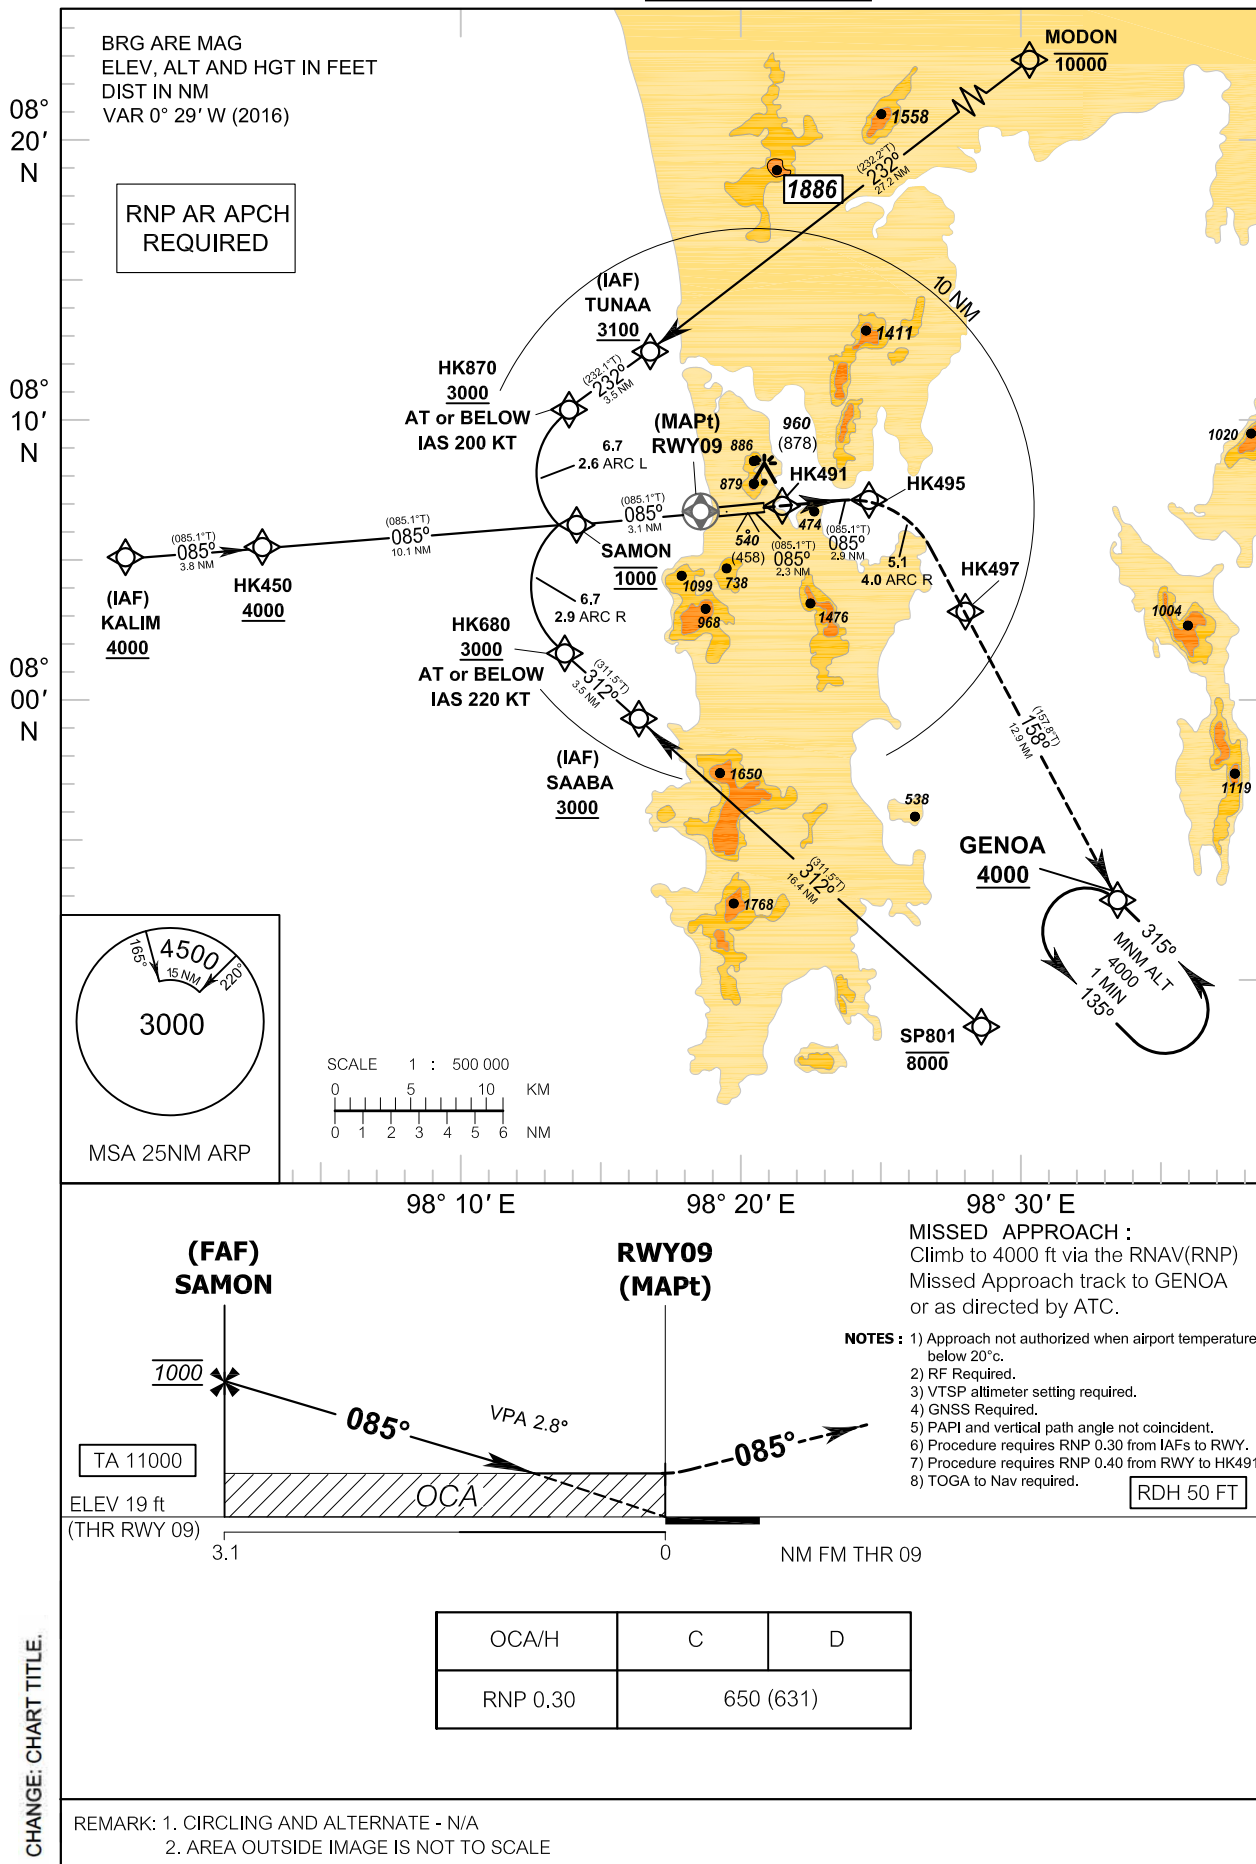 BRG ARE MAG
ELEV, ALT AND HGT IN FEET
DIST IN NM
VAR 0° 29' W (2016)
RNP AR APCH
REQUIRED
08°
20'
N
08°
10'
N
08°
00'
N
MODON
10000
1558
1886
(232.2°T)
232°
27.2 NM
10 NM
(IAF)
TUNAA
3100
1411
HK870
3000
AT or BELOW
IAS 200 KT
(232.1°T)
232°
3.5 NM
6.7
2.6 ARC L
(MAPt)
RWY09
960
(878)
886
879
HK491
HK495
1020
(085.1°T)
085°
3.8 NM
(085.1°T)
085°
10.1 NM
(085.1°T)
085°
3.1 NM
474
540
(458)
(085.1°T)
085°
2.3 NM
(085.1°T)
085°
2.9 NM
5.1
4.0 ARC R
SAMON
1000
(IAF)
KALIM
4000
HK450
4000
1099
738
968
1476
HK497
1004
6.7
2.9 ARC R
HK680
3000
AT or BELOW
IAS 220 KT
(311.5°T)
312°
3.5 NM
(IAF)
SAABA
3000
1650
538
(157.8°T)
158°
12.9 NM
1119
GENOA
4000
(311.5°T)
312°
16.4 NM
1768
315°
MNM ALT
4000
1 MIN
135°
SP801
8000
165°
4500
15 NM
220°
3000
MSA 25NM ARP
SCALE 1 : 500 000
0 5 10 KM
0 1 2 3 4 5 6 NM
98° 10' E
98° 20' E
98° 30' E
(FAF)
SAMON
RWY09
(MAPt)
1000
085°
VPA 2.8°
085°
TA 11000
OCA
ELEV 19 ft
(THR RWY 09)
3.1
0
NM FM THR 09
MISSED APPROACH :
Climb to 4000 ft via the RNAV(RNP)
Missed Approach track to GENOA
or as directed by ATC.
NOTES : 1) Approach not authorized when airport temperature
below 20°c.
2) RF Required.
3) VTSP altimeter setting required.
4) GNSS Required.
5) PAPI and vertical path angle not coincident.
6) Procedure requires RNP 0.30 from IAFs to RWY.
7) Procedure requires RNP 0.40 from RWY to HK491
8) TOGA to Nav required.
RDH 50 FT
OCA/H C D
RNP 0.30 650 (631)
CHANGE: CHART TITLE.
REMARK: 1. CIRCLING AND ALTERNATE - N/A
2. AREA OUTSIDE IMAGE IS NOT TO SCALE